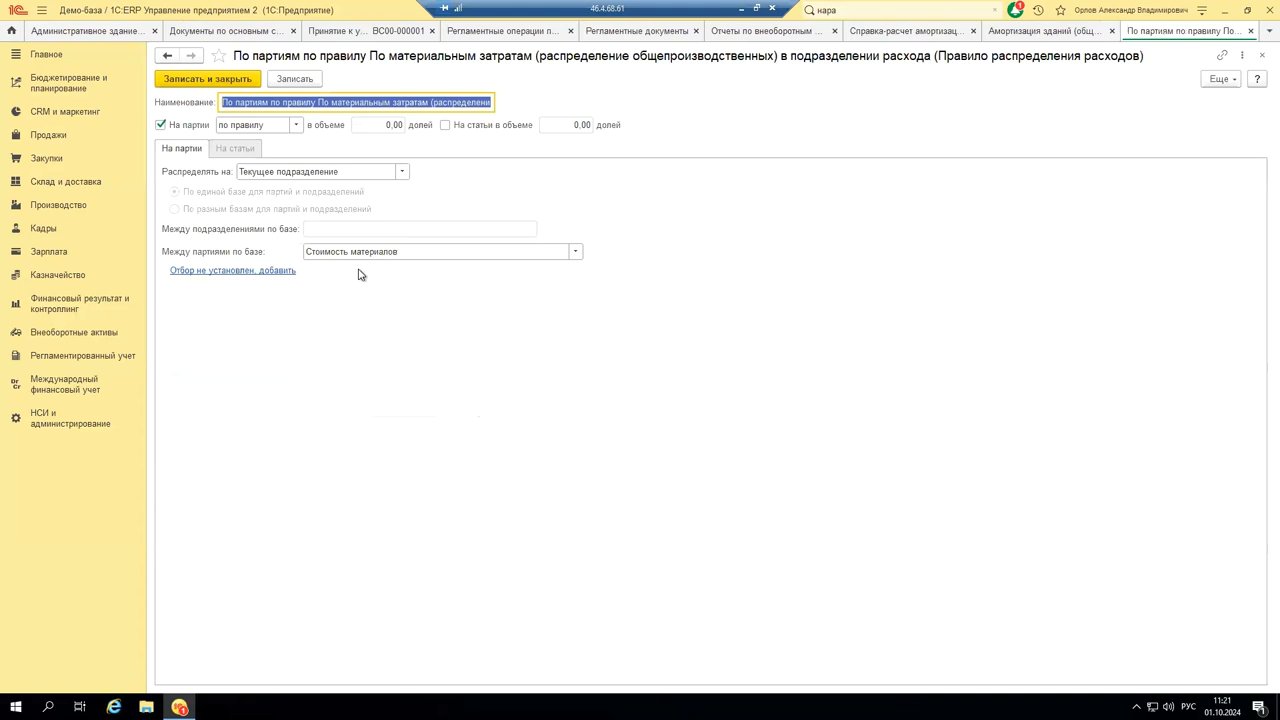 Демо-база / 1С:ERP Управление предприятием 2 (1С:Предприятие)
46.4.68.61
нара
1
Орлов Александр Владимирович
Административное здание...
Документы по основным с...
Принятие к у... ВС00-000001
Регламентные операции п...
Регламентные документы
Отчеты по внеоборотным ...
Справка-расчет амортизац...
Амортизация зданий (общ...
По партиям по правилу По...
Главное
Бюджетирование и
планирование
CRM и маркетинг
Продажи
Закупки
Склад и доставка
Производство
Кадры
Зарплата
Казначейство
Финансовый результат и
контроллинг
Внеоборотные активы
Регламентированный учет
Международный
финансовый учет
НСИ и
администрирование
По партиям по правилу По материальным затратам (распределение общепроизводственных) в подразделении расхода (Правило распределения расходов)
Записать и закрыть
Записать
Еще
?
Наименование: По партиям по правилу По материальным затратам (распределени
На партии по правилу в объеме 0,00 долей На статьи в объеме 0,00 долей
На партии На статьи
Распределять на: Текущее подразделение
По единой базе для партий и подразделений
По разным базам для партий и подразделений
Между подразделениями по базе:
Между партиями по базе: Стоимость материалов
Отбор не установлен, добавить
РУС
11:21
01.10.2024
1